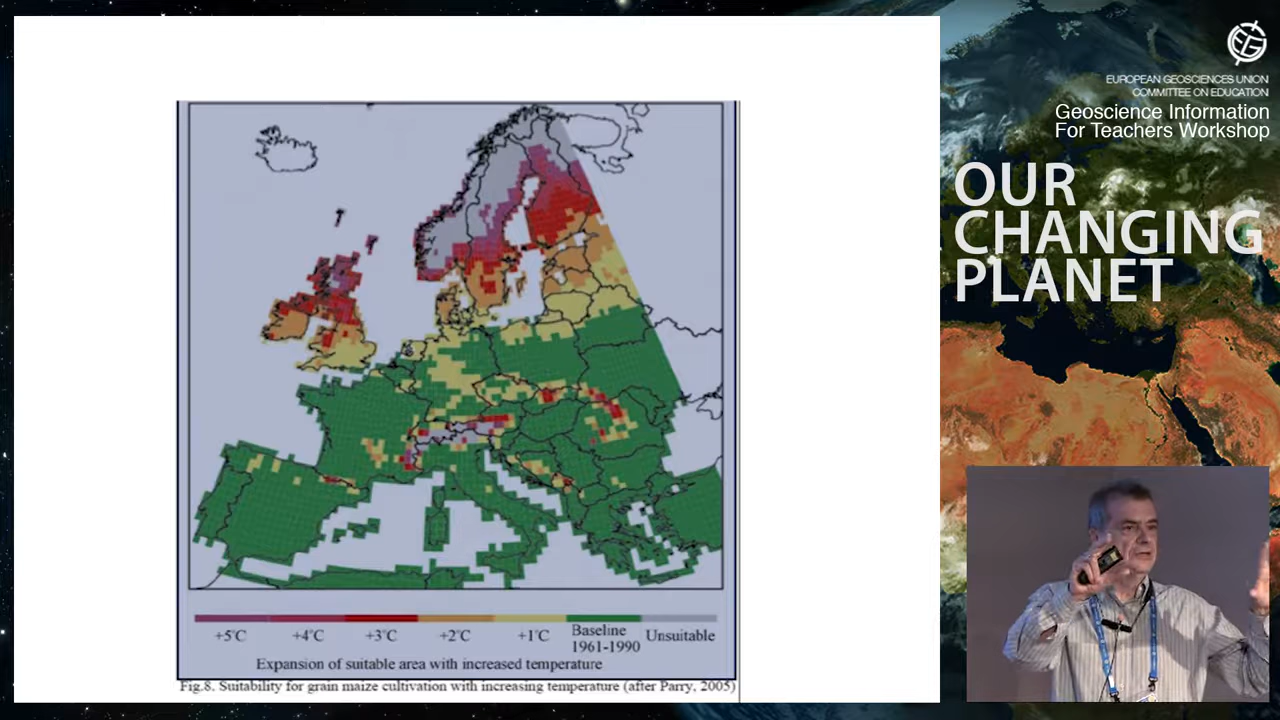 EUROPEAN GEOSCIENCES UNION
COMMITTEE ON EDUCATION
Geoscience Information
For Teachers Workshop
OUR
CHANGING
PLANET
+5°C +4°C +3°C +2°C +1°C Baseline 1961-1990 Unsuitable
Expansion of suitable area with increased temperature
Fig.8. Suitability for grain maize cultivation with increasing temperature (after Parry, 2005)